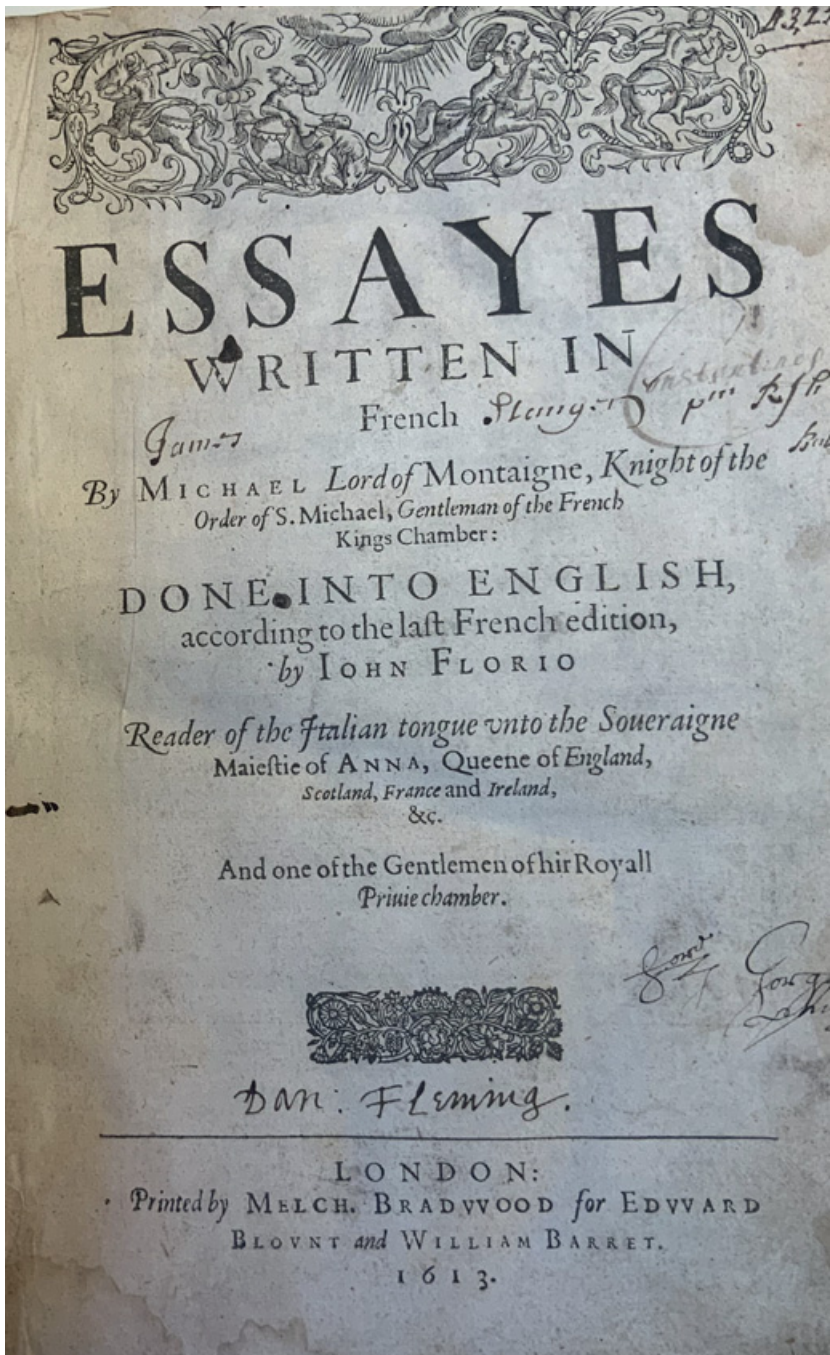 ESSAYES
WRITTEN IN
French
James
By MICHAEL Lord of Montaigne, Knight of the
Order of S. Michael, Gentleman of the French
Kings Chamber:
DONE INTO ENGLISH,
according to the laſt French edition,
by IOHN FLORIO
Reader of the Italian tongue vnto the Soueraigne
Maieſtie of ANNA, Queene of England,
Scotland, France and Ireland,
&c.
And one of the Gentlemen of hir Royall
Priuie chamber.
Dan: Fleming.
LONDON:
Printed by MELCH. BRADVVOOD for EDVVARD
BLOVNT and WILLIAM BARRET.
1613.